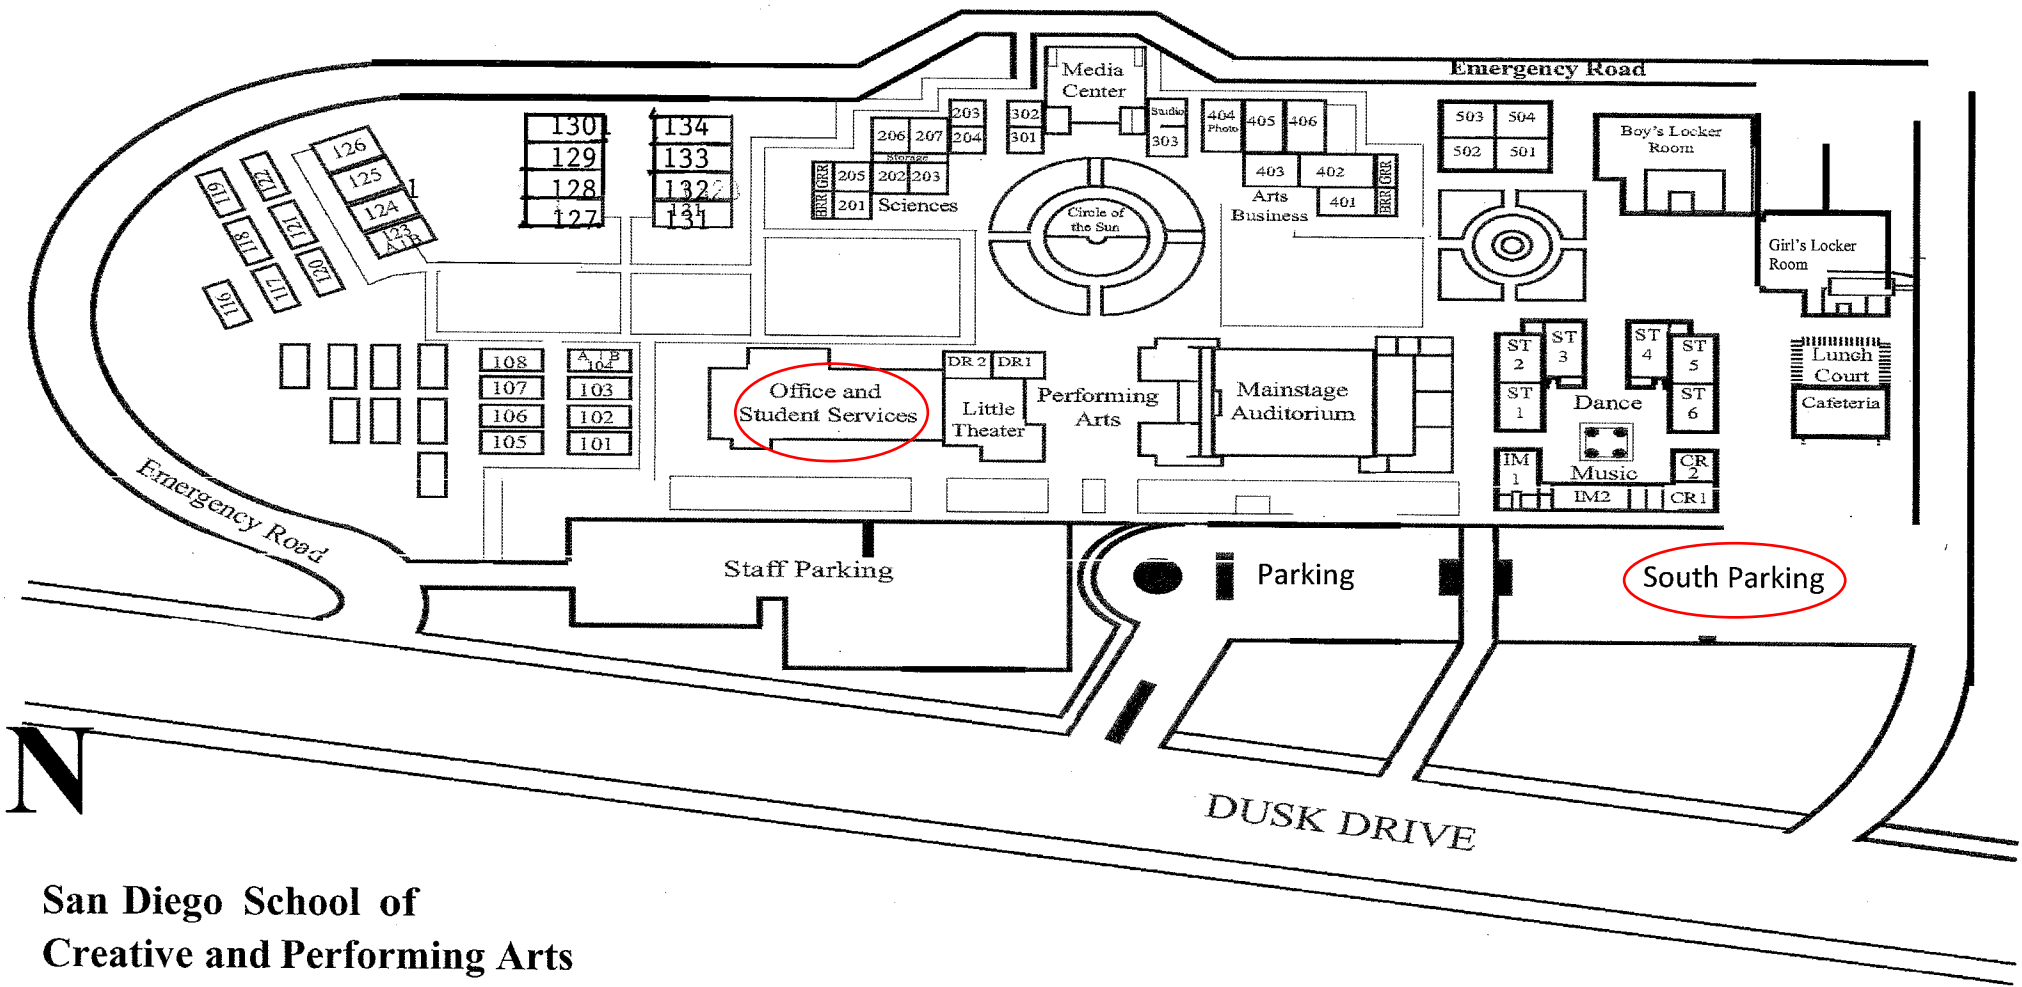 Emergency Road
Media
Center
203
204
302
301
Studio
303
404
Photo
405
406
503
504
502
501
Boy's Locker
Room
130
129
128
127
134
133
132
131
126
125
124
123
A
B
119
122
118
121
116
117
120
206
207
Storage
GRR
205
202
203
BRR
201
Sciences
403
402
GRR
Arts
Business
401
BRR
Circle of
the Sun
Girl's Locker
Room
108
107
106
105
A
B
104
103
102
101
Office and
Student Services
DR 2
DR1
Little
Theater
Performing
Arts
Mainstage
Auditorium
ST
2
ST
3
ST
4
ST
5
ST
1
ST
6
Dance
Music
IM
1
IM2
CR
2
CR1
Lunch
Court
Cafeteria
Emergency Road
Staff Parking
Parking
South Parking
DUSK DRIVE
N
San Diego School of
Creative and Performing Arts